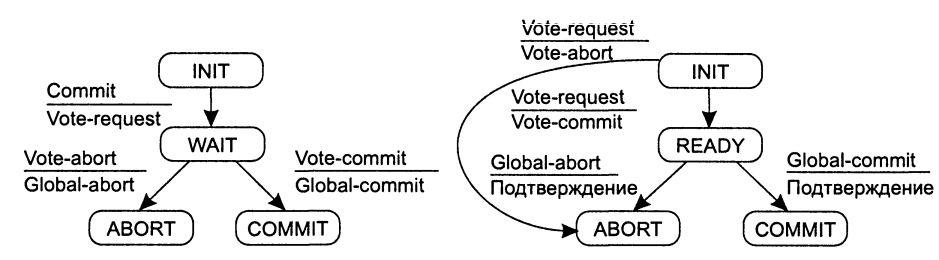 INIT
Commit
Vote-request
WAIT
Vote-abort
Global-abort
Vote-commit
Global-commit
ABORT
COMMIT
Vote-request
Vote-abort
INIT
Vote-request
Vote-commit
READY
Global-abort
Подтверждение
Global-commit
Подтверждение
ABORT
COMMIT